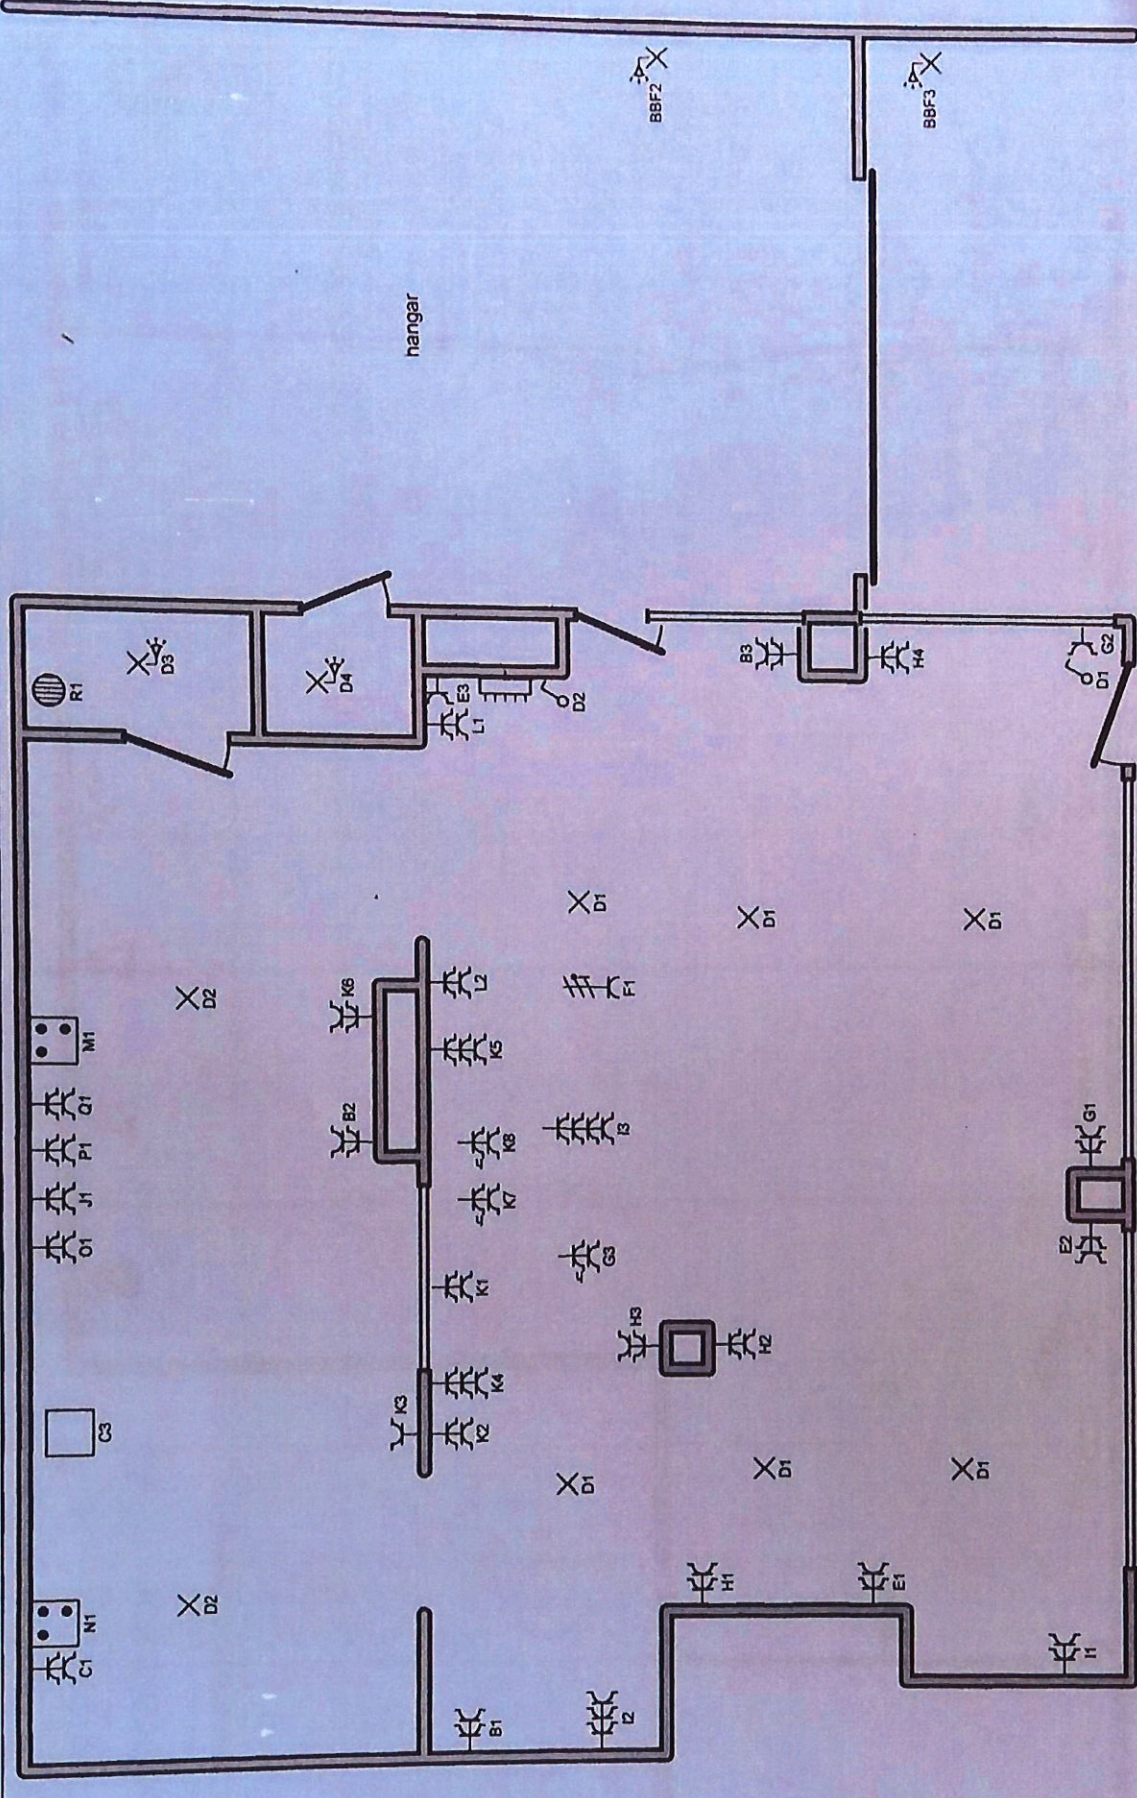 C1
N1
C3
O1
J1
P1
Q1
M1
R1
D3
D2
D2
D4
B2
K6
K3
hangar
B1
K2
K4
K1
K7
K8
K5
L2
L1
E3
I2
D1
G3
I3
F1
D1
D2
H3
BBF2
H1
H2
D1
D1
B3
E1
H4
BBF3
D1
D1
I1
E2
G1
D1
G2